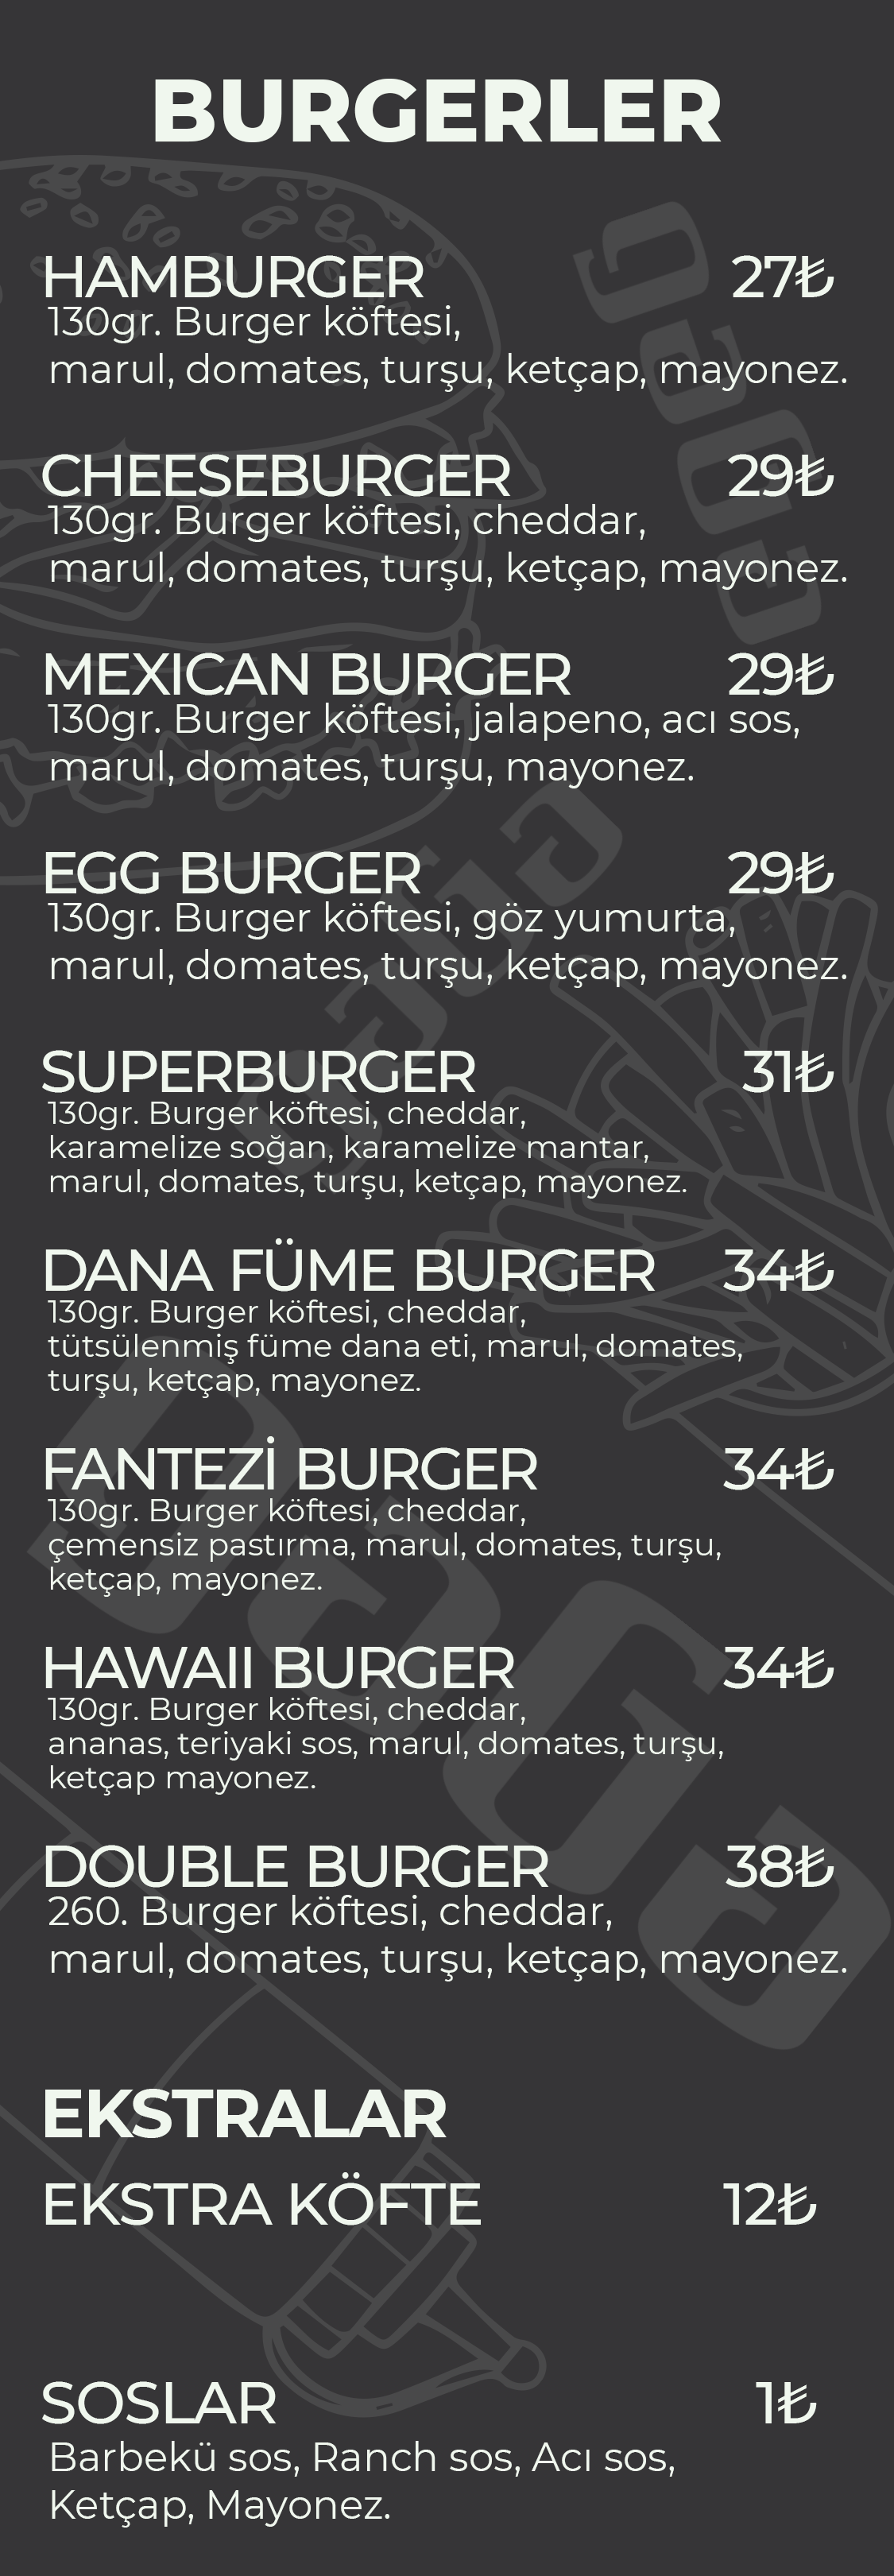 BURGERLER
HAMBURGER 27₺
130gr. Burger köftesi,
marul, domates, turşu, ketçap, mayonez.
CHEESEBURGER 29₺
130gr. Burger köftesi, cheddar,
marul, domates, turşu, ketçap, mayonez.
MEXICAN BURGER 29₺
130gr. Burger köftesi, jalapeno, acı sos,
marul, domates, turşu, mayonez.
EGG BURGER 29₺
130gr. Burger köftesi, göz yumurta,
marul, domates, turşu, ketçap, mayonez.
SUPERBURGER 31₺
130gr. Burger köftesi, cheddar,
karamelize soğan, karamelize mantar,
marul, domates, turşu, ketçap, mayonez.
DANA FÜME BURGER 34₺
130gr. Burger köftesi, cheddar,
tütsülenmiş füme dana eti, marul, domates,
turşu, ketçap, mayonez.
FANTEZİ BURGER 34₺
130gr. Burger köftesi, cheddar,
çemensiz pastırma, marul, domates, turşu,
ketçap, mayonez.
HAWAII BURGER 34₺
130gr. Burger köftesi, cheddar,
ananas, teriyaki sos, marul, domates, turşu,
ketçap mayonez.
DOUBLE BURGER 38₺
260. Burger köftesi, cheddar,
marul, domates, turşu, ketçap, mayonez.
EKSTRALAR
EKSTRA KÖFTE 12₺
SOSLAR 1₺
Barbekü sos, Ranch sos, Acı sos,
Ketçap, Mayonez.